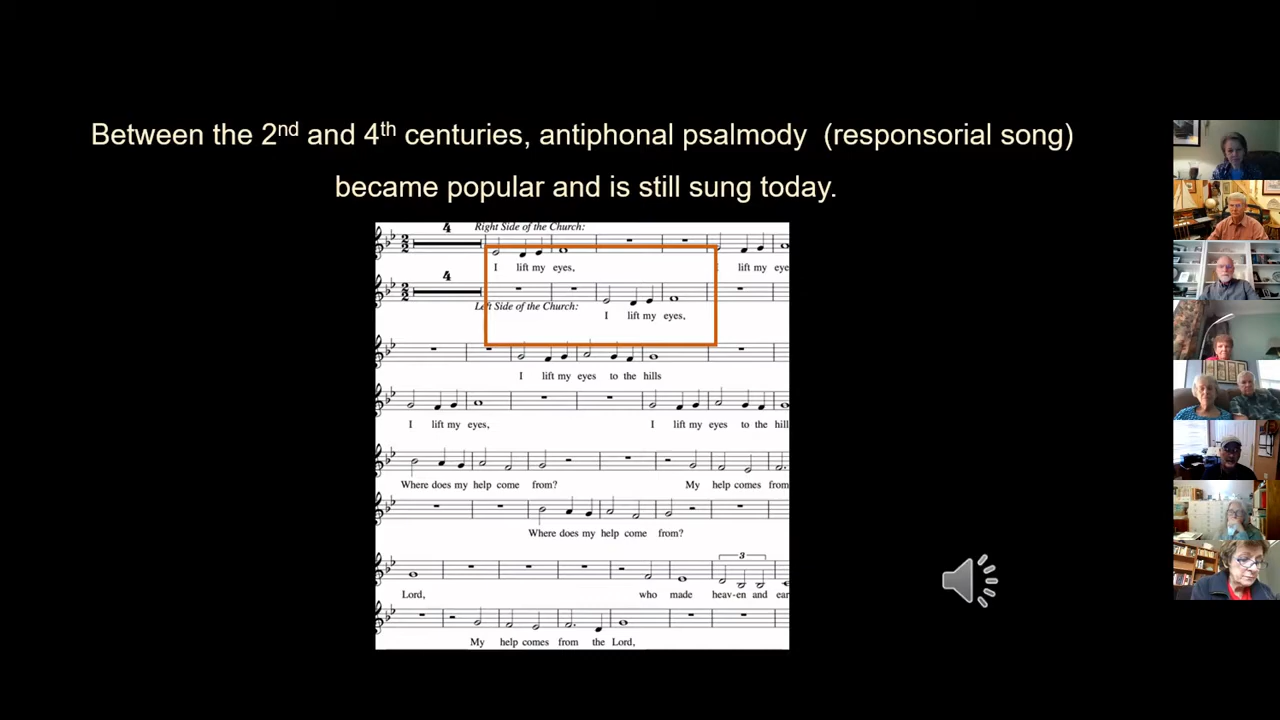 Between the 2nd and 4th centuries, antiphonal psalmody (responsorial song)
became popular and is still sung today.
4 Right Side of the Church:
I lift my eyes, I lift my eye
4
Left Side of the Church:
I lift my eyes,
I lift my eyes to the hills
I lift my eyes, I lift my eyes to the hill
Where does my help come from? My help comes from
Where does my help come from?
3
Lord, who made heav-en and ear
My help comes from the Lord,